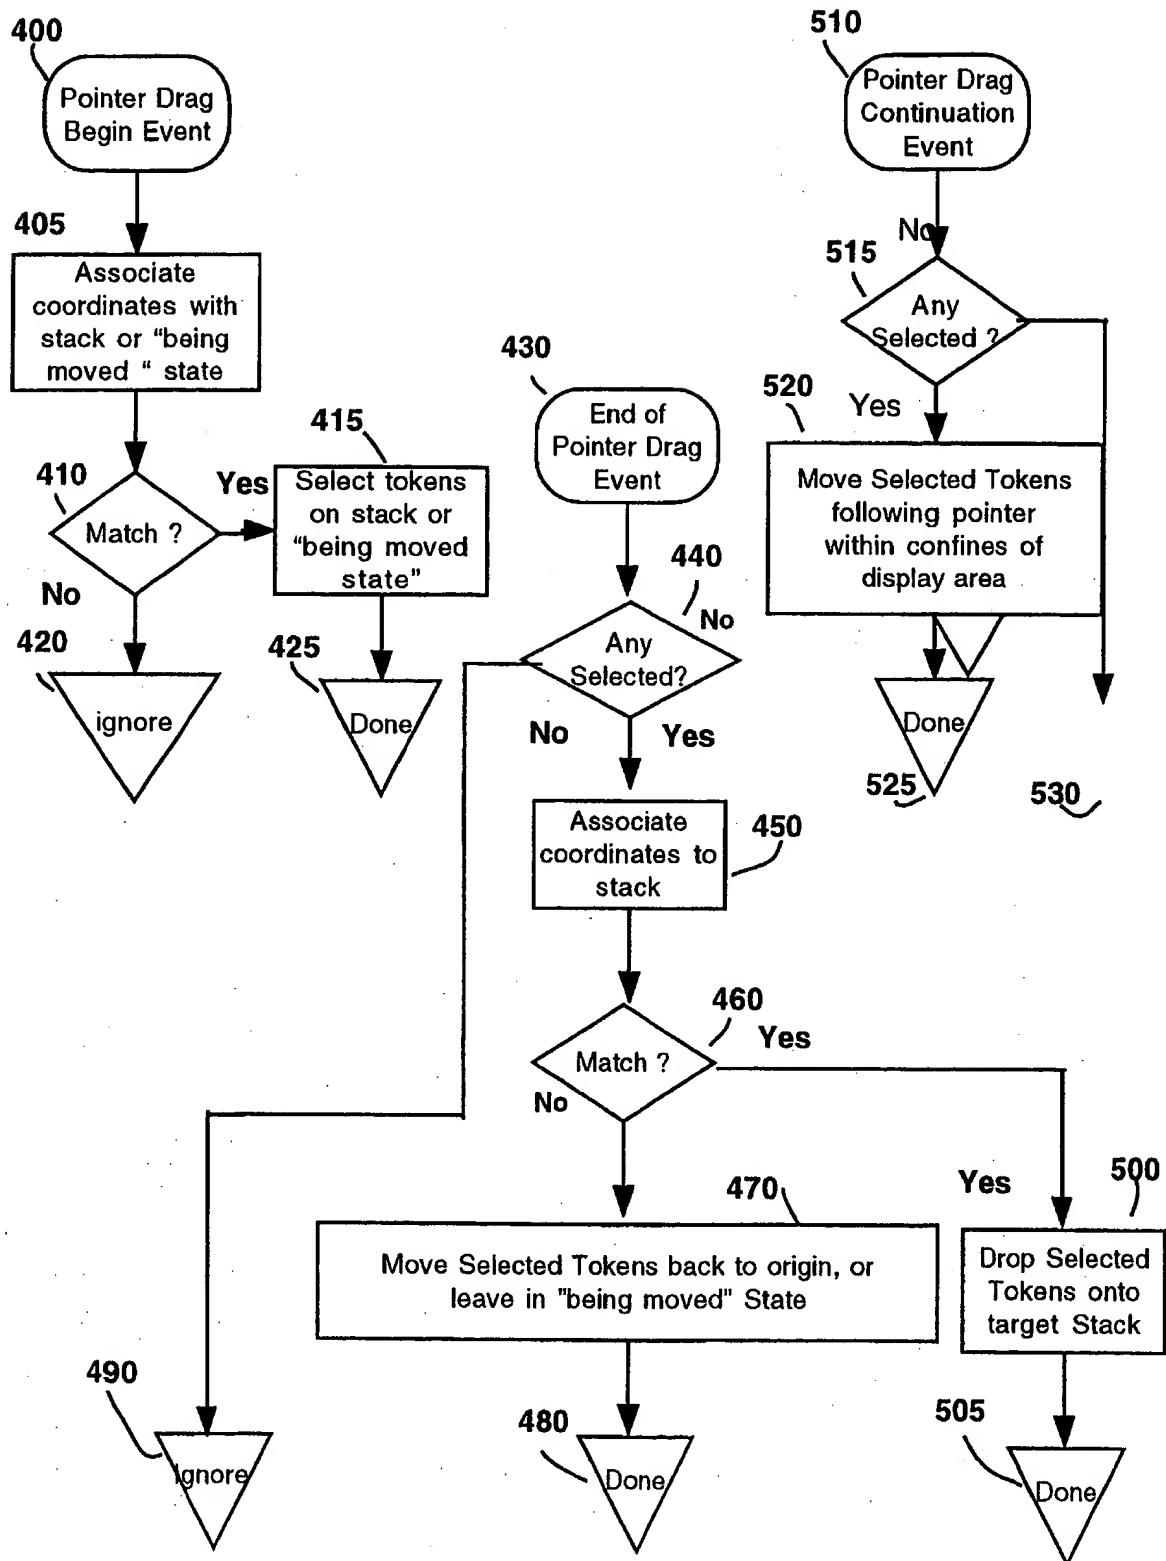 400
Pointer Drag
Begin Event
405
Associate
coordinates with
stack or "being
moved " state
410
Match ?
Yes
415
Select tokens
on stack or
"being moved
state"
No
420
ignore
425
Done
430
End of
Pointer Drag
Event
440
No
Any
Selected?
No
Yes
Associate
coordinates to
stack
450
460
Match ?
Yes
No
470
Move Selected Tokens back to origin, or
leave in "being moved" State
480
Done
490
Ignore
Yes
500
Drop Selected
Tokens onto
target Stack
505
Done
510
Pointer Drag
Continuation
Event
No
515
Any
Selected ?
Yes
520
Move Selected Tokens
following pointer
within confines of
display area
Done
525
530